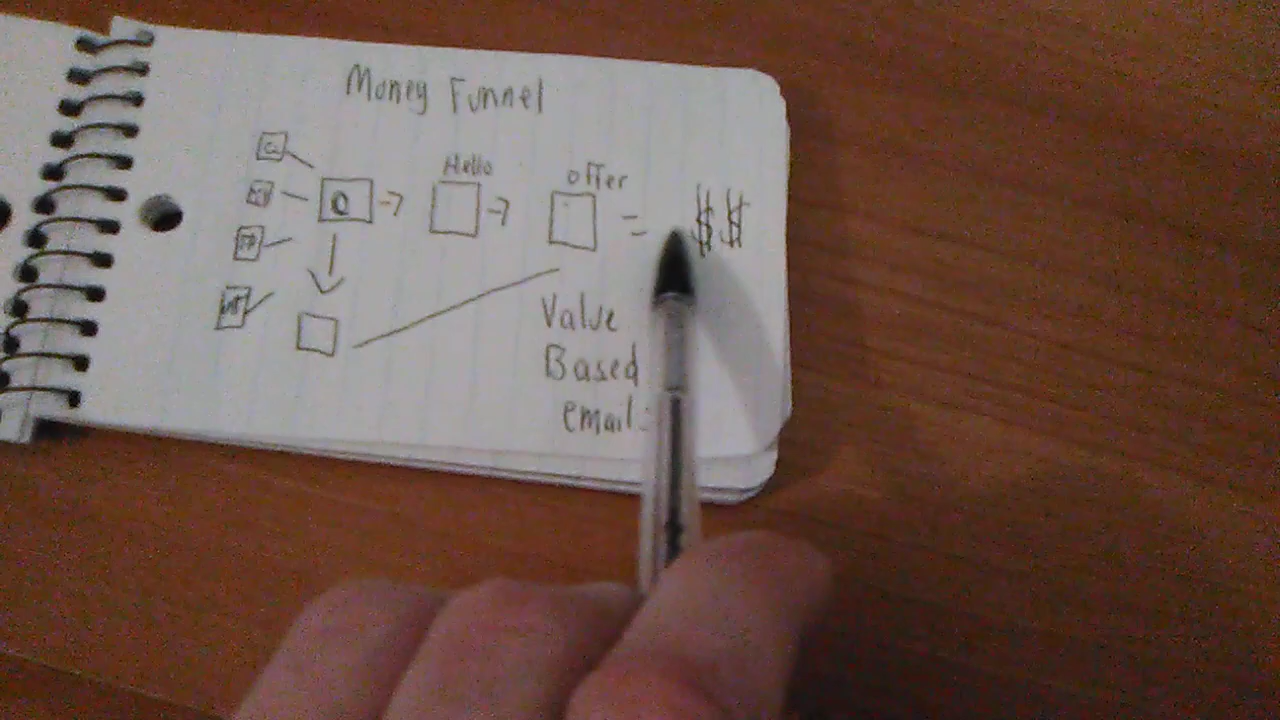 Money Funnel
Hello
offer
= $$
Value
Based
email